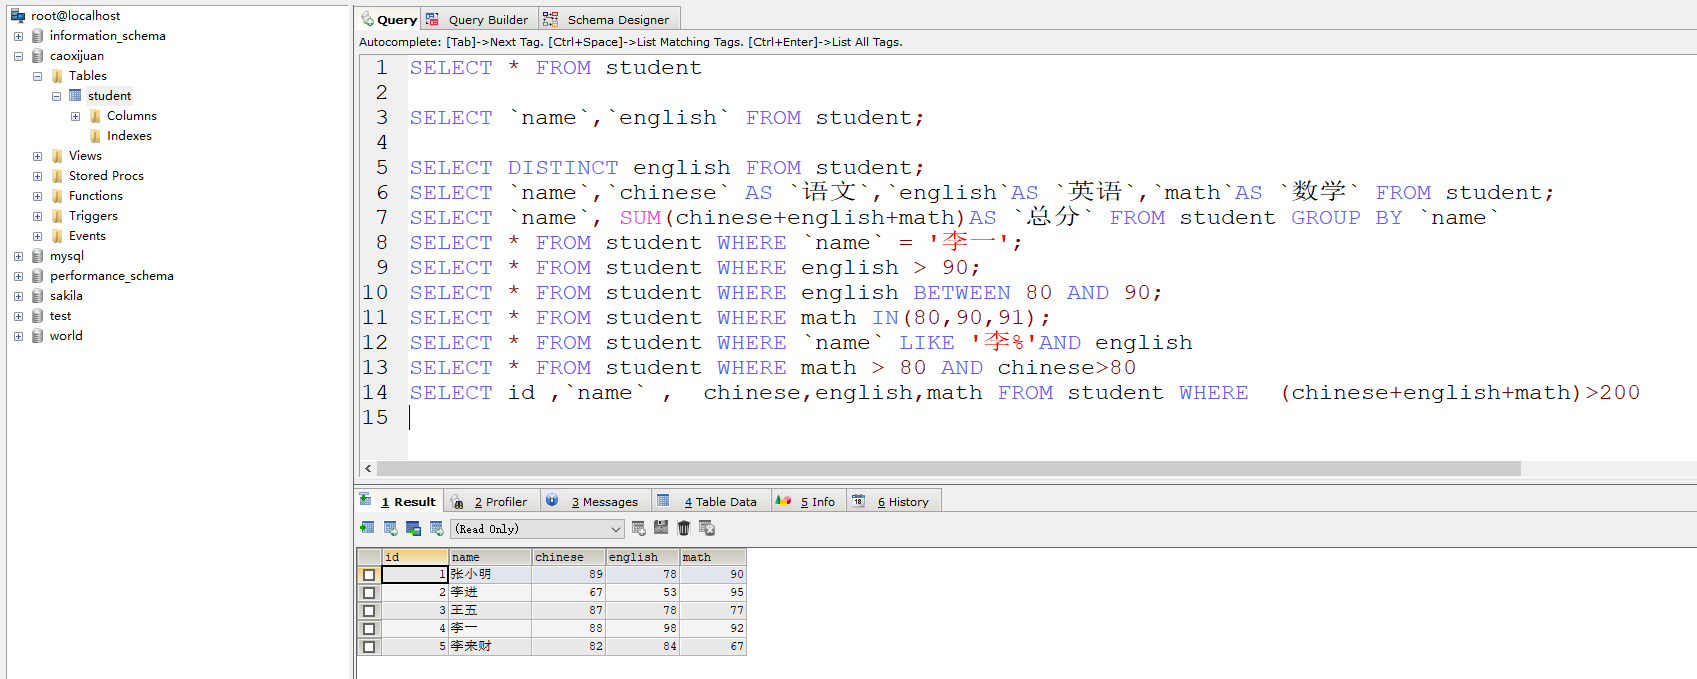 root@localhost
information_schema
caoxijuan
Tables
student
Columns
Indexes
Views
Stored Procs
Functions
Triggers
Events
mysql
performance_schema
sakila
test
world
Query Query Builder Schema Designer
Autocomplete: [Tab]->Next Tag. [Ctrl+Space]->List Matching Tags. [Ctrl+Enter]->List All Tags.
1 SELECT * FROM student
2
3 SELECT `name`,`english` FROM student;
4
5 SELECT DISTINCT english FROM student;
6 SELECT `name`,`chinese` AS `语文`,`english`AS `英语`,`math`AS `数学` FROM student;
7 SELECT `name`, SUM(chinese+english+math)AS `总分` FROM student GROUP BY `name`
8 SELECT * FROM student WHERE `name` = '李一';
9 SELECT * FROM student WHERE english > 90;
10 SELECT * FROM student WHERE english BETWEEN 80 AND 90;
11 SELECT * FROM student WHERE math IN(80,90,91);
12 SELECT * FROM student WHERE `name` LIKE '李%'AND english
13 SELECT * FROM student WHERE math > 80 AND chinese>80
14 SELECT id ,`name` , chinese,english,math FROM student WHERE (chinese+english+math)>200
15
1 Result 2 Profiler 3 Messages 4 Table Data 5 Info 6 History
(Read Only)
id name chinese english math
1 张小明 89 78 90
2 李进 67 53 95
3 王五 87 78 77
4 李一 88 98 92
5 李来财 82 84 67